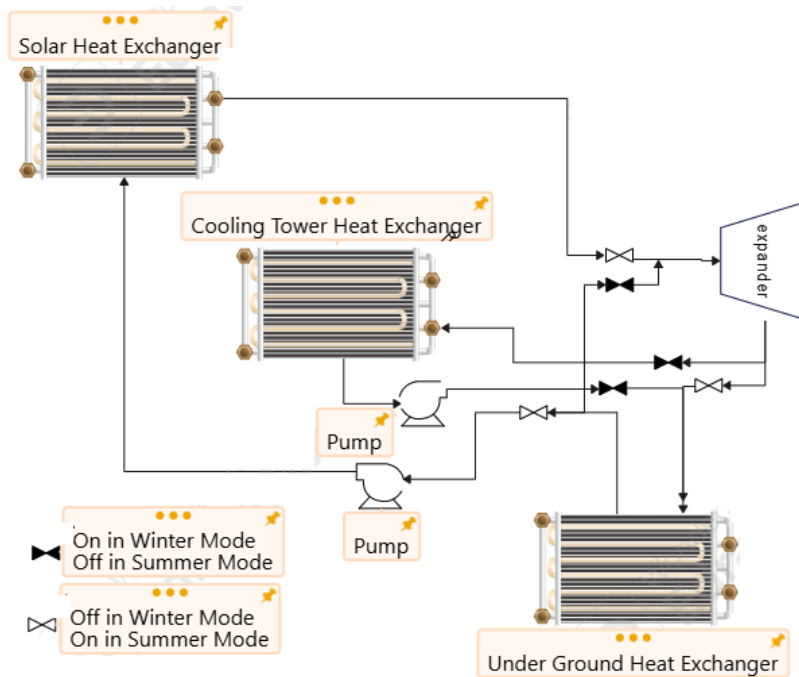 Solar Heat Exchanger
Cooling Tower Heat Exchanger
expander
Pump
Pump
On in Winter Mode
Off in Summer Mode
Off in Winter Mode
On in Summer Mode
Under Ground Heat Exchanger